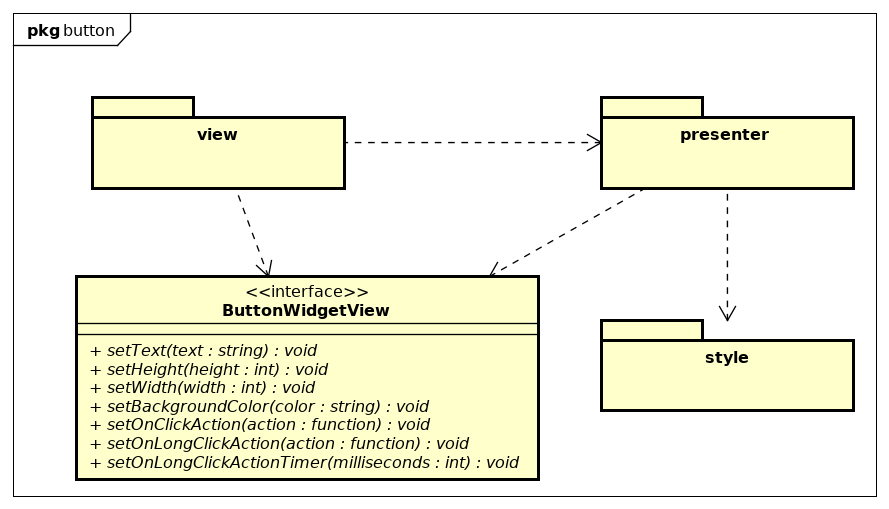 pkg button
view
presenter
<<interface>>
ButtonWidgetView
+ setText(text : string) : void
+ setHeight(height : int) : void
+ setWidth(width : int) : void
+ setBackgroundColor(color : string) : void
+ setOnClickAction(action : function) : void
+ setOnLongClickAction(action : function) : void
+ setOnLongClickActionTimer(milliseconds : int) : void
style